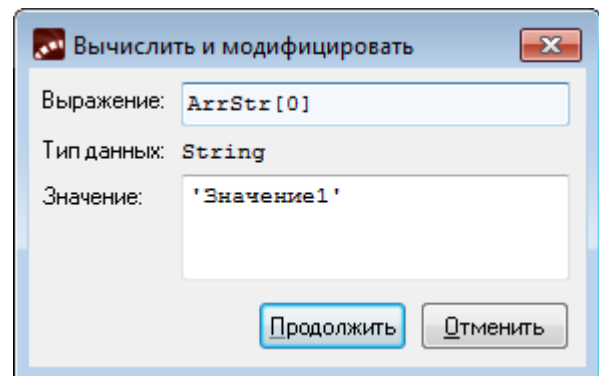 Вычислить и модифицировать
Выражение: ArrStr[0]
Тип данных: String
Значение: 'Значение1'
Продолжить Отменить